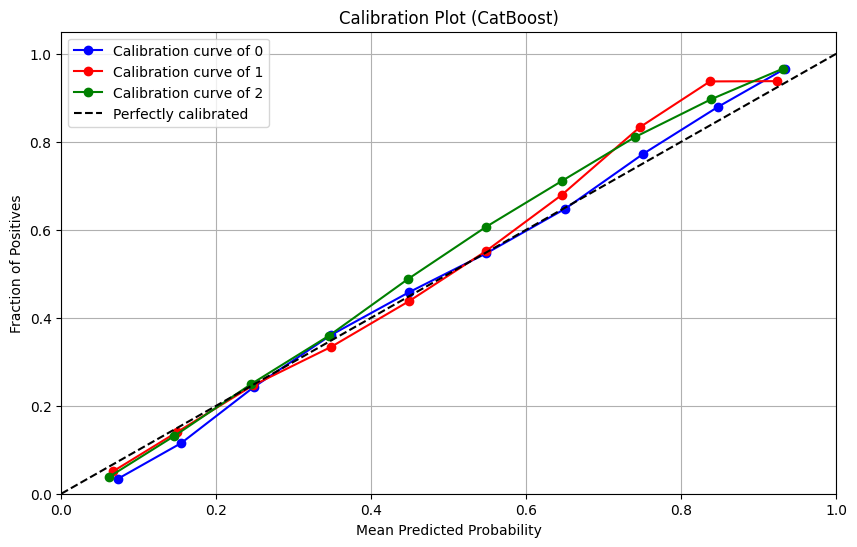 Calibration Plot (CatBoost)
Calibration curve of 0
Calibration curve of 1
Calibration curve of 2
Perfectly calibrated
Fraction of Positives
1.0
0.8
0.6
0.4
0.2
0.0
0.0 0.2 0.4 0.6 0.8 1.0
Mean Predicted Probability